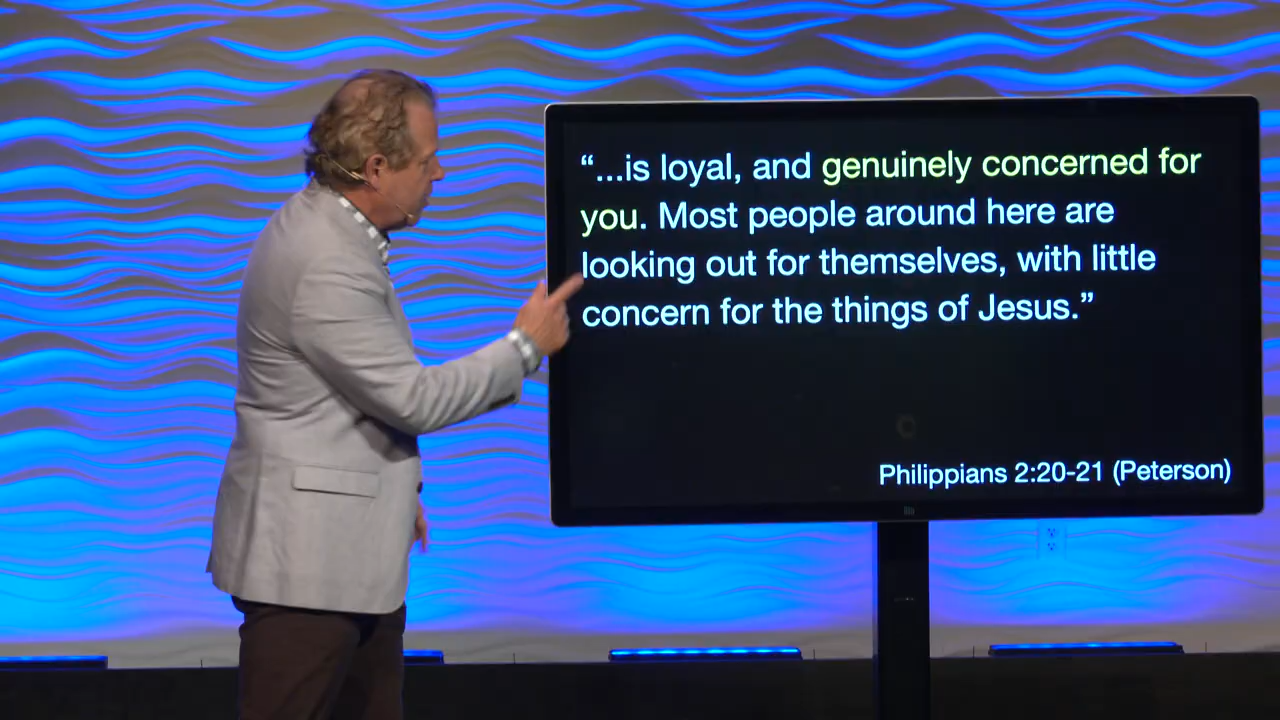 “...is loyal, and genuinely concerned for
you. Most people around here are
looking out for themselves, with little
concern for the things of Jesus.”
Philippians 2:20-21 (Peterson)